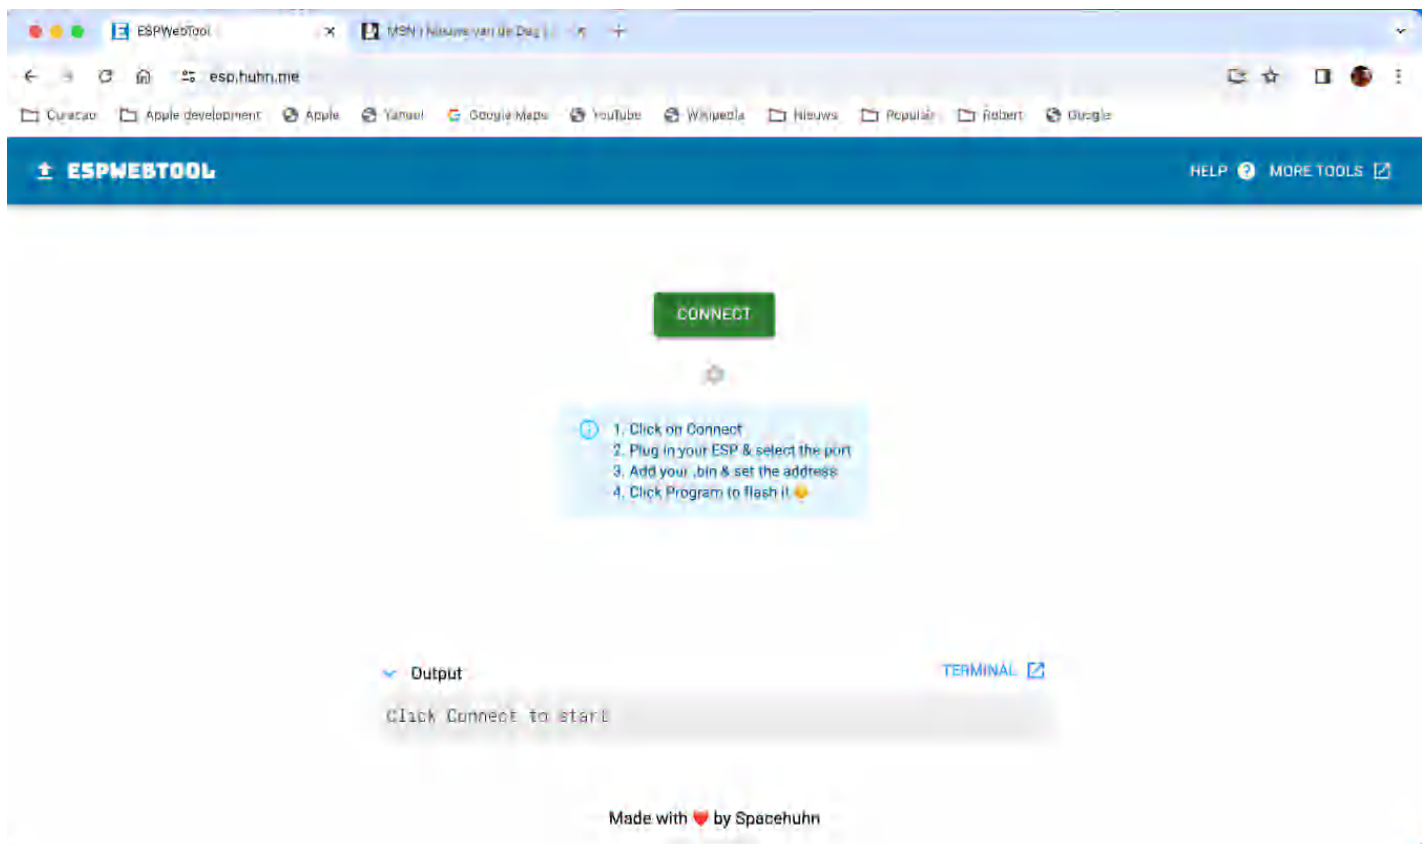 ESPWebTool
MSN | Nieuws van de Dag |
esp.huhn.me
Curacao Apple development Apple Yahoo! Google Maps YouTube Wikipedia Nieuws Populair Robert Google
ESPWEBTOOL
HELP ? MORE TOOLS
CONNECT
1. Click on Connect
2. Plug in your ESP & select the port
3. Add your .bin & set the address
4. Click Program to flash it
Output
TERMINAL
Click Connect to start
Made with ❤ by Spacehuhn